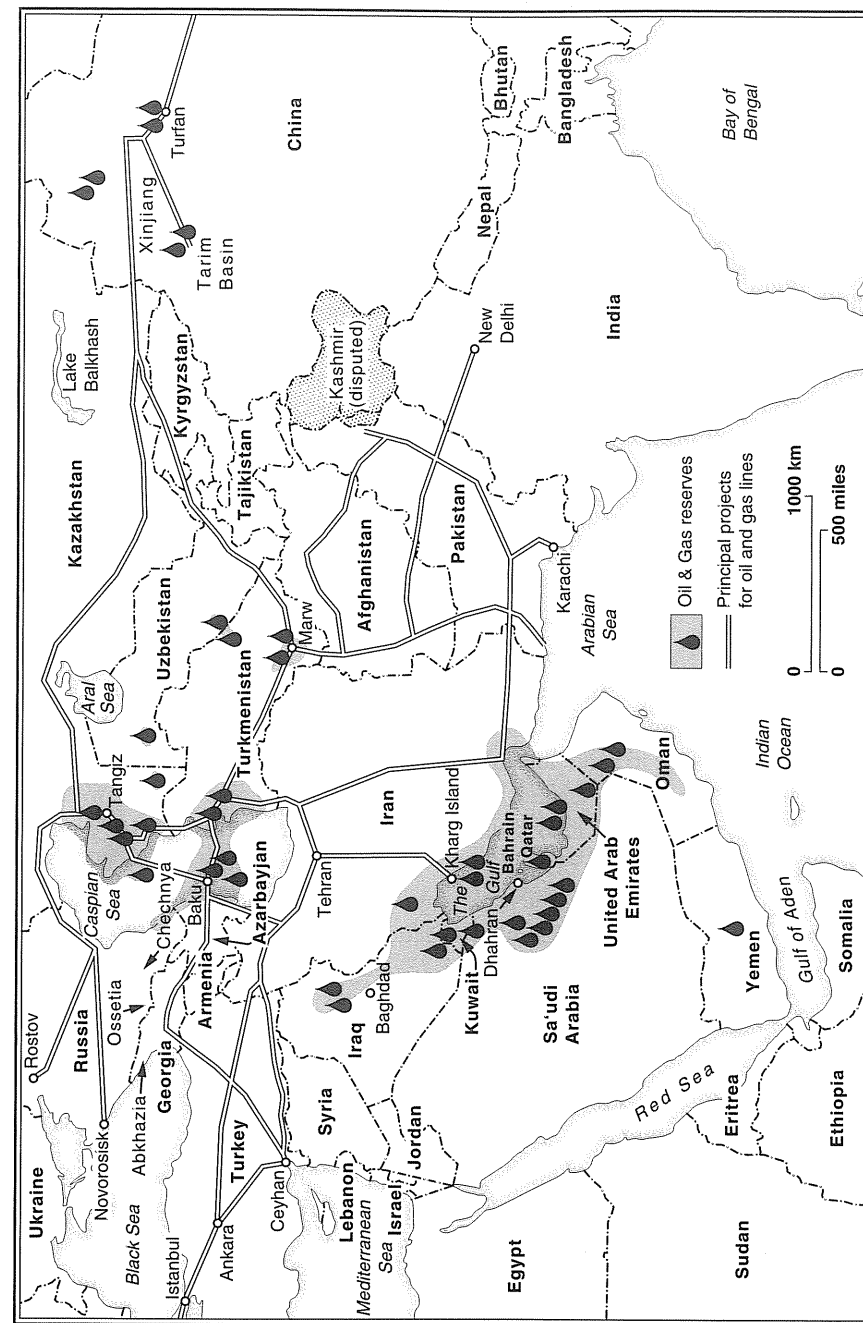 Ukraine
Rostov
Russia
Novorosisk
Black Sea
Abkhazia
Ossetia
Georgia
Chechnya
Caspian
Sea
Tangiz
Aral
Sea
Kazakhstan
Lake
Balkhash
Xinjiang
Turfan
Tarim
Basin
China
Istanbul
Ankara
Turkey
Armenia
Azarbayjan
Baku
Uzbekistan
Turkmenistan
Kyrgyzstan
Tajikistan
Marw
Ceyhan
Mediterranean
Sea
Lebanon
Israel
Syria
Jordan
Iraq
Baghdad
Tehran
Iran
Afghanistan
Pakistan
Kashmir
(disputed)
New
Delhi
Nepal
Bhutan
Bangladesh
Egypt
Kuwait
Dhahran
The
Gulf
Kharg Island
Bahrain
Qatar
Sa'udi
Arabia
United Arab
Emirates
Oman
Karachi
Arabian
Sea
India
Bay of
Bengal
Sudan
Red Sea
Eritrea
Ethiopia
Yemen
Gulf of Aden
Somalia
Indian
Ocean
Oil & Gas reserves
Principal projects
for oil and gas lines
0 1000 km
0 500 miles